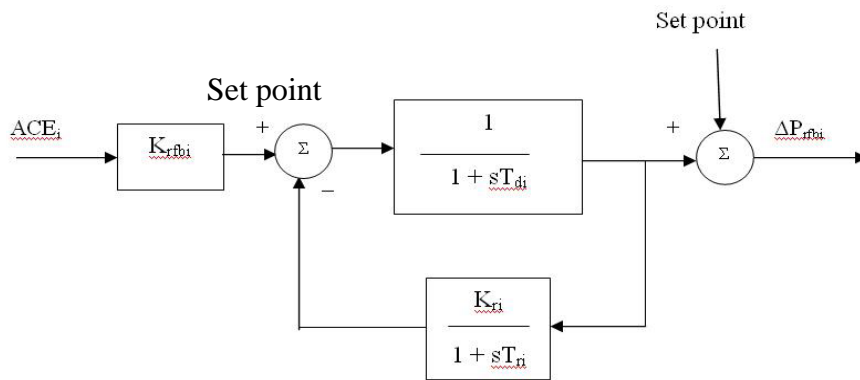 Set point
Set point
ACEi
Krfbi
+
Σ
−
1
1 + sTdi
+
Σ
ΔPrfbi
Kri
1 + sTri